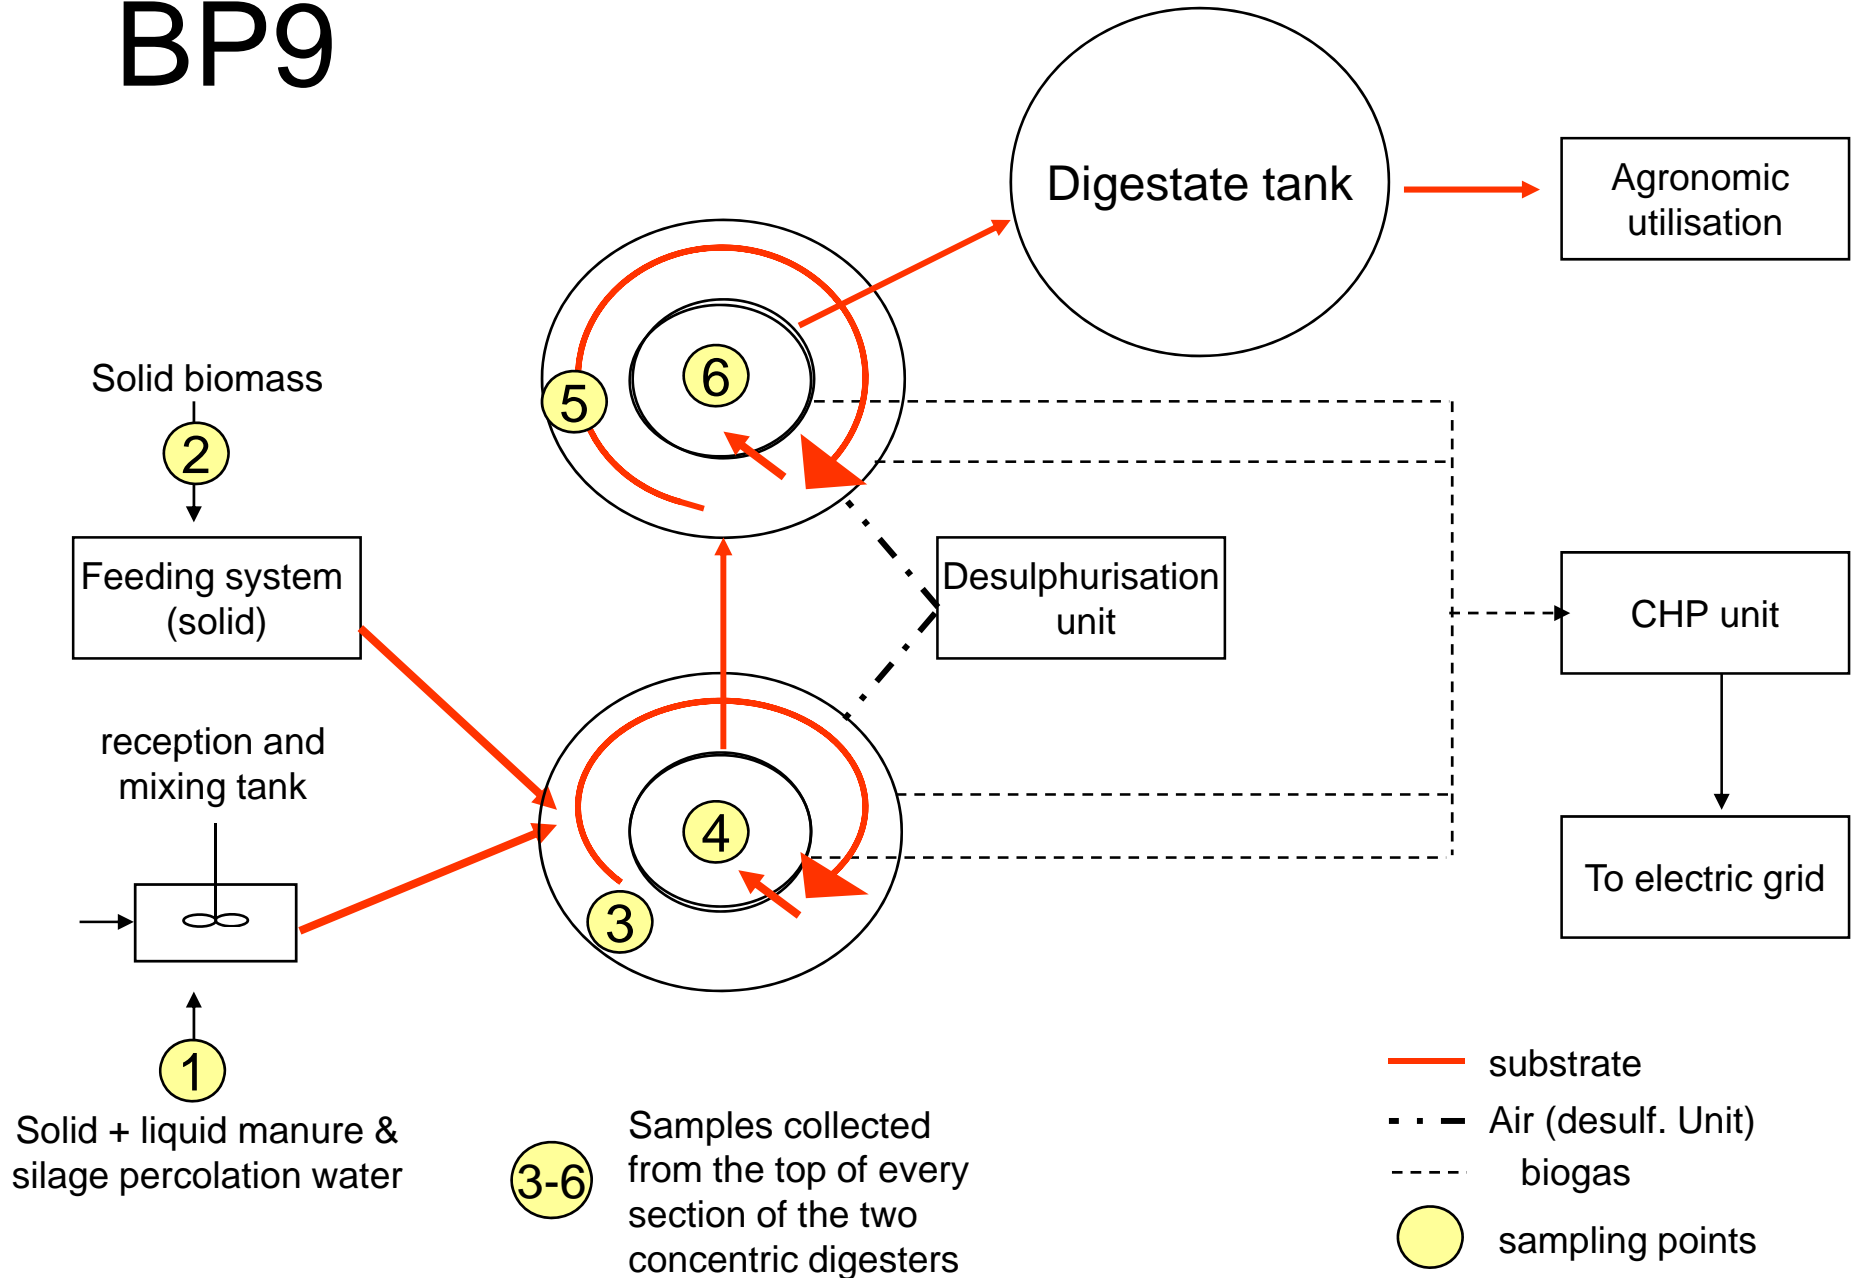 BP9
Digestate tank
Agronomic
utilisation
6
5
Solid biomass
2
Feeding system
(solid)
Desulphurisation
unit
CHP unit
reception and
mixing tank
4
3
To electric grid
1
Solid + liquid manure &
silage percolation water
3-6
Samples collected
from the top of every
section of the two
concentric digesters
substrate
Air (desulf. Unit)
biogas
sampling points